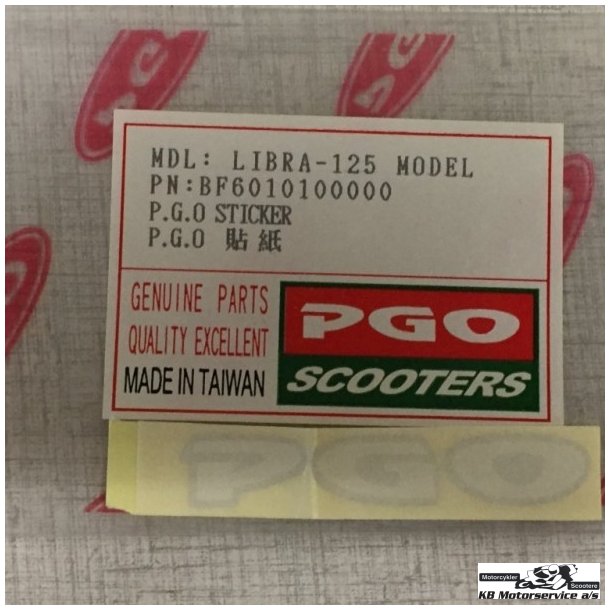 MDL: LIBRA-125 MODEL
PN:BF6010100000
P.G.O STICKER
P.G.O 貼紙
GENUINE PARTS
QUALITY EXCELLENT
MADE IN TAIWAN
PGO
SCOOTERS
PGO
Motorcykler
Scootere
KB Motorservice a/s